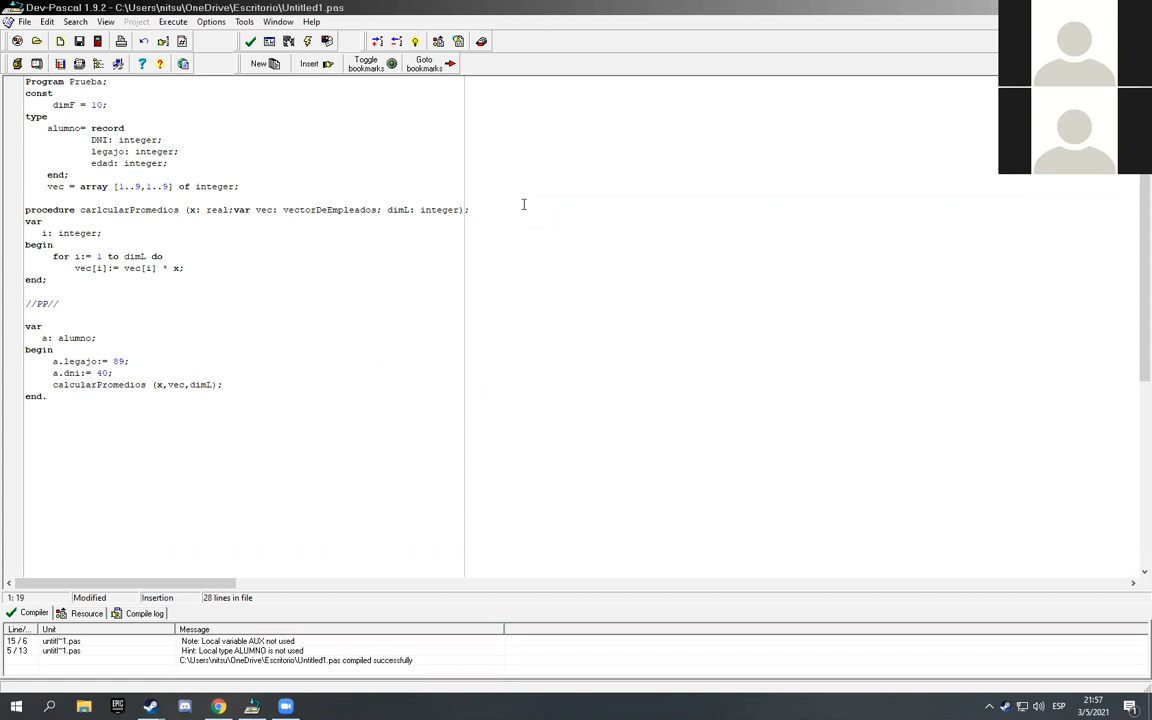 Dev-Pascal 1.9.2 - C:\Users\nitsu\OneDrive\Escritorio\Untitled1.pas
File Edit Search View Project Execute Options Tools Window Help
New Insert Toggle bookmarks Goto bookmarks
Program Prueba;
const
dimF = 10;
type
alumno= record
DNI: integer;
legajo: integer;
edad: integer;
end;
vec = array [1..9,1..9] of integer;
procedure carlcularPromedios (x: real;var vec: vectorDeEmpleados; dimL: integer);
var
i: integer;
begin
for i:= 1 to dimL do
vec[i]:= vec[i] * x;
end;
//PP//
var
a: alumno;
begin
a.legajo:= 89;
a.dni:= 40;
calcularPromedios (x,vec,dimL);
end.
1: 19 Modified Insertion 28 lines in file
Compiler Resource Compile log
Line/... Unit Message
15 / 6 untitl~1.pas Note: Local variable AUX not used
5 / 13 untitl~1.pas Hint: Local type ALUMNO is not used
C:\Users\nitsu\OneDrive\Escritorio\Untitled1.pas compiled successfully
EPIC
ESP
21:57
3/5/2021
1